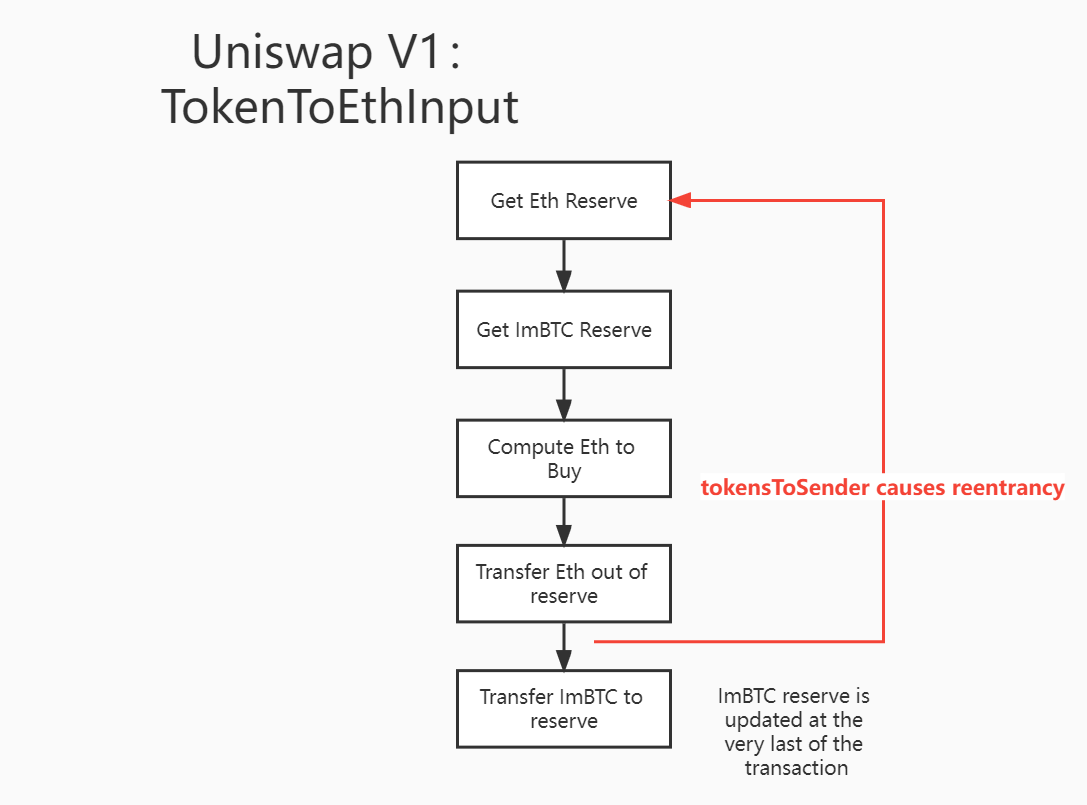 Uniswap V1:
TokenToEthInput
Get Eth Reserve
Get ImBTC Reserve
Compute Eth to
Buy
tokensToSender causes reentrancy
Transfer Eth out of
reserve
Transfer ImBTC to
reserve
ImBTC reserve is
updated at the
very last of the
transaction